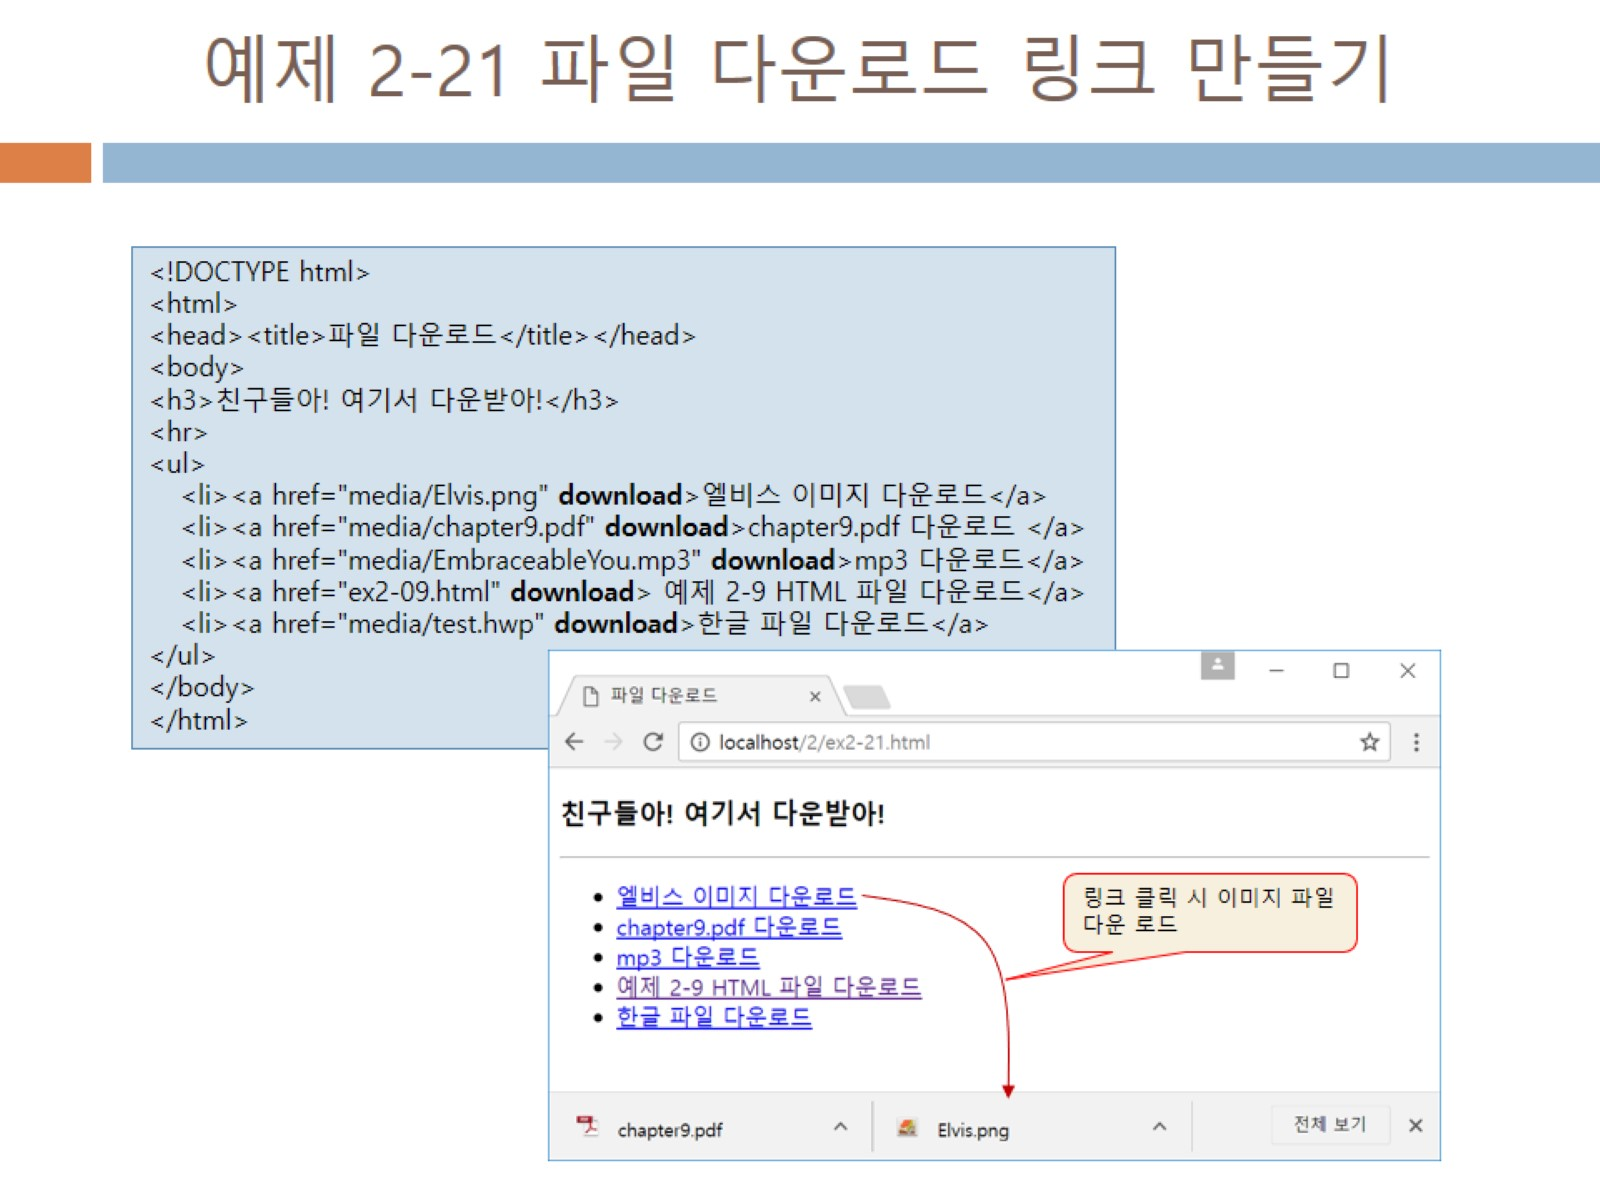 예제 2-21 파일 다운로드 링크 만들기
<!DOCTYPE html>
<html>
<head><title>파일 다운로드</title></head>
<body>
<h3>친구들아! 여기서 다운받아!</h3>
<hr>
<ul>
<li><a href="media/Elvis.png" download>엘비스 이미지 다운로드</a>
<li><a href="media/chapter9.pdf" download>chapter9.pdf 다운로드 </a>
<li><a href="media/EmbraceableYou.mp3" download>mp3 다운로드</a>
<li><a href="ex2-09.html" download> 예제 2-9 HTML 파일 다운로드</a>
<li><a href="media/test.hwp" download>한글 파일 다운로드</a>
</ul>
</body>
</html>
파일 다운로드
localhost/2/ex2-21.html
친구들아! 여기서 다운받아!
엘비스 이미지 다운로드
chapter9.pdf 다운로드
mp3 다운로드
예제 2-9 HTML 파일 다운로드
한글 파일 다운로드
링크 클릭 시 이미지 파일
다운 로드
chapter9.pdf
Elvis.png
전체 보기